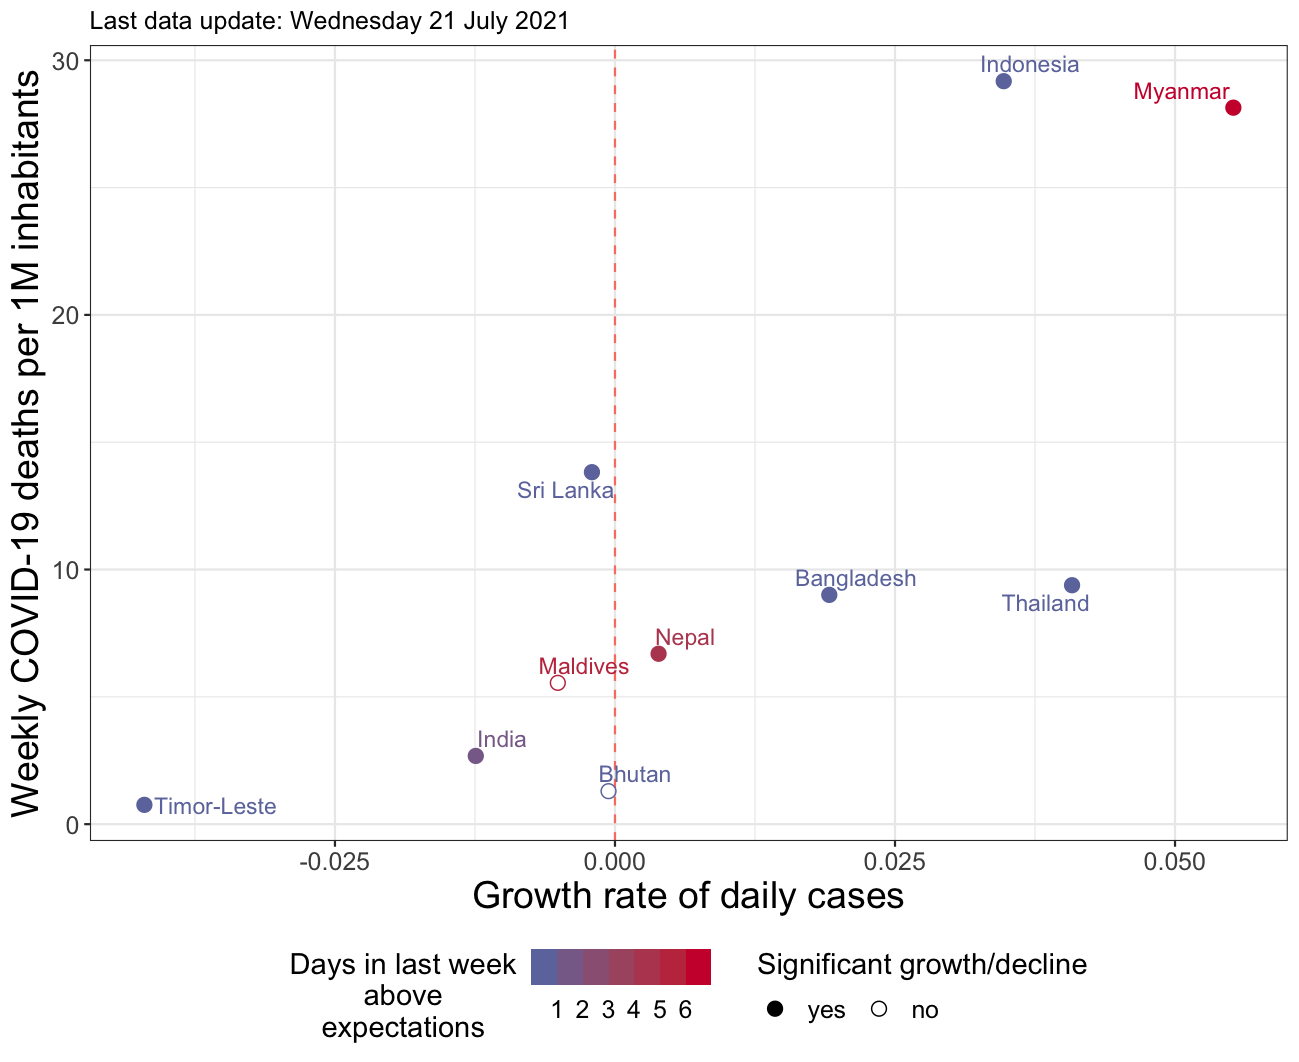 Last data update: Wednesday 21 July 2021
Weekly COVID-19 deaths per 1M inhabitants
30
20
10
0
Indonesia
Myanmar
Sri Lanka
Bangladesh
Thailand
Nepal
Maldives
India
Bhutan
Timor-Leste
-0.025 0.000 0.025 0.050
Growth rate of daily cases
Days in last week
above
expectations
1 2 3 4 5 6
Significant growth/decline
yes no